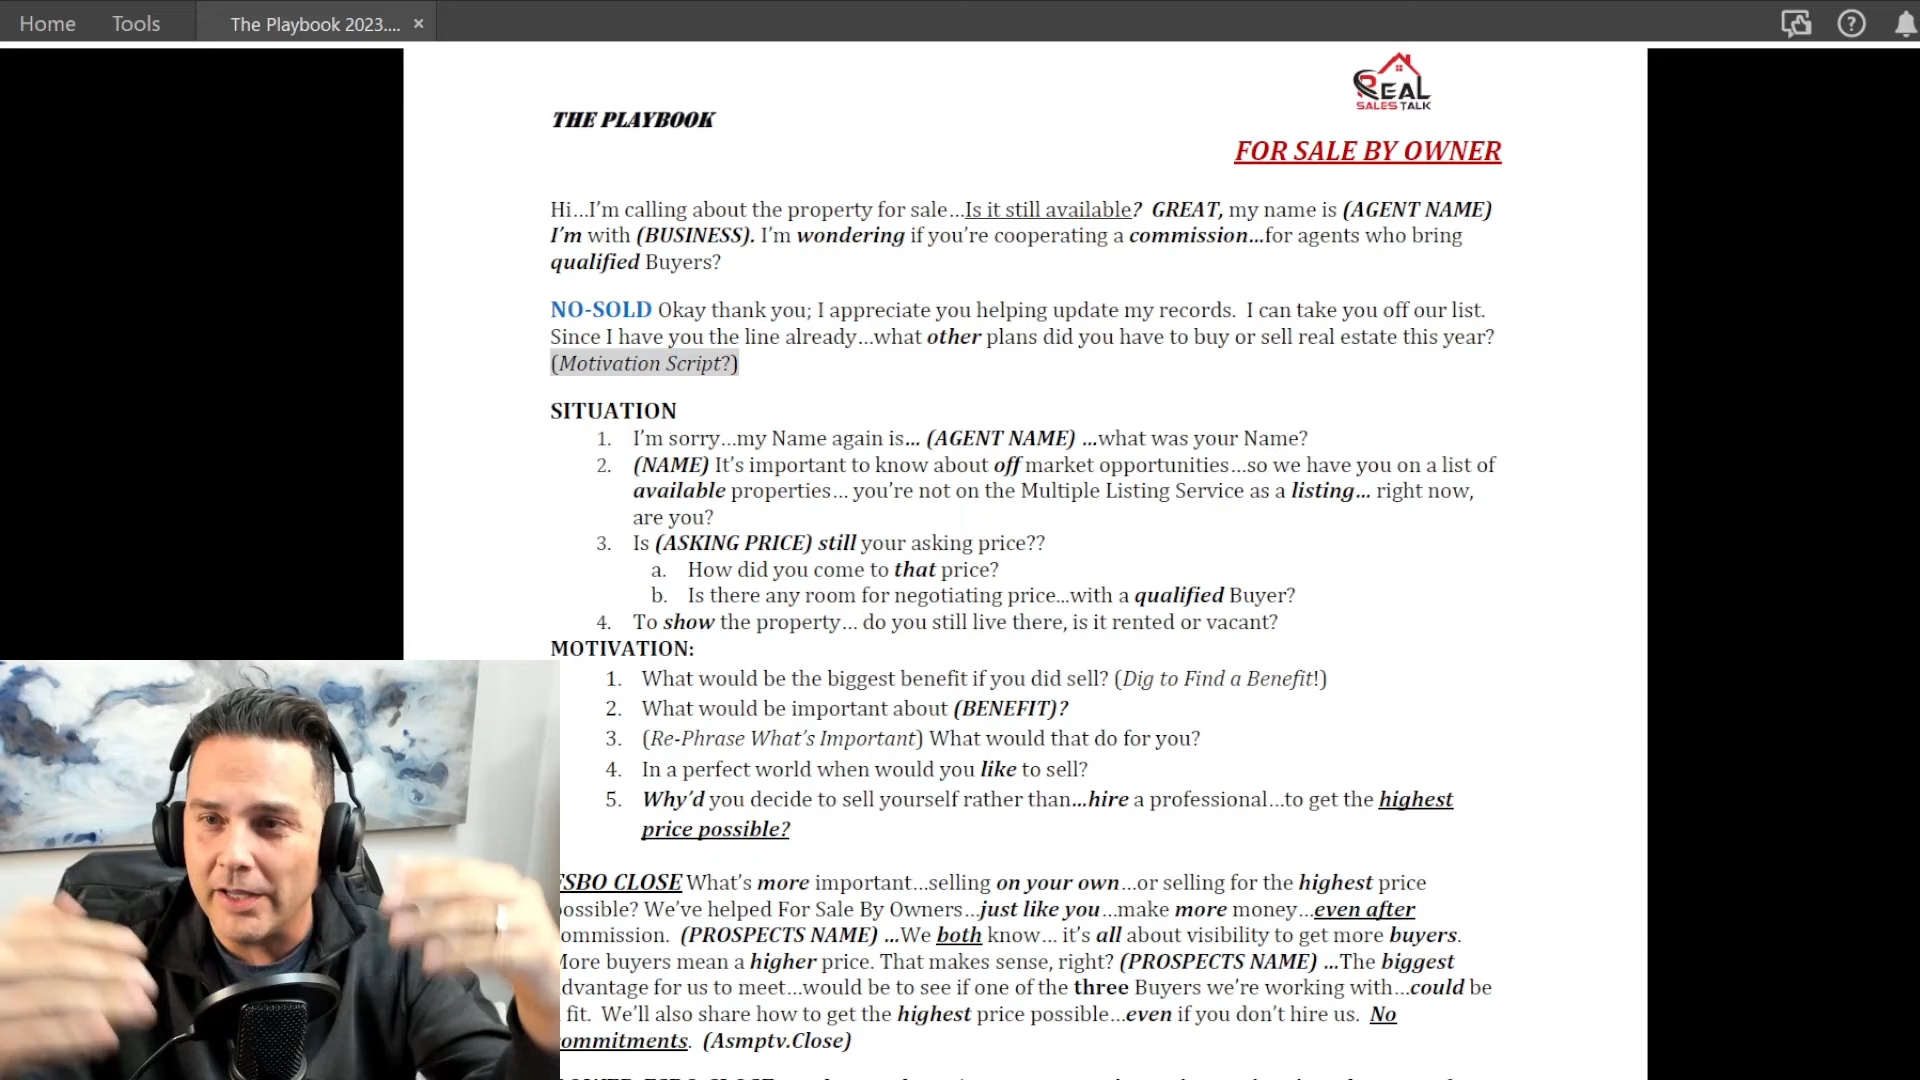 Home Tools The Playbook 2023.... ×
REAL
SALES TALK
THE PLAYBOOK
FOR SALE BY OWNER
Hi…I'm calling about the property for sale…Is it still available? GREAT, my name is (AGENT NAME)
I'm with (BUSINESS). I'm wondering if you're cooperating a commission…for agents who bring
qualified Buyers?
NO-SOLD Okay thank you; I appreciate you helping update my records. I can take you off our list.
Since I have you the line already…what other plans did you have to buy or sell real estate this year?
(Motivation Script?)
SITUATION
1. I'm sorry…my Name again is… (AGENT NAME) …what was your Name?
2. (NAME) It's important to know about off market opportunities…so we have you on a list of
available properties… you're not on the Multiple Listing Service as a listing… right now,
are you?
3. Is (ASKING PRICE) still your asking price??
a. How did you come to that price?
b. Is there any room for negotiating price…with a qualified Buyer?
4. To show the property… do you still live there, is it rented or vacant?
MOTIVATION:
1. What would be the biggest benefit if you did sell? (Dig to Find a Benefit!)
2. What would be important about (BENEFIT)?
3. (Re-Phrase What's Important) What would that do for you?
4. In a perfect world when would you like to sell?
5. Why'd you decide to sell yourself rather than…hire a professional…to get the highest
price possible?
FSBO CLOSE What's more important…selling on your own…or selling for the highest price
possible? We've helped For Sale By Owners…just like you…make more money…even after
commission. (PROSPECTS NAME) …We both know… it's all about visibility to get more buyers.
More buyers mean a higher price. That makes sense, right? (PROSPECTS NAME) …The biggest
advantage for us to meet…would be to see if one of the three Buyers we're working with…could be
fit. We'll also share how to get the highest price possible…even if you don't hire us. No
commitments. (Asmptv.Close)